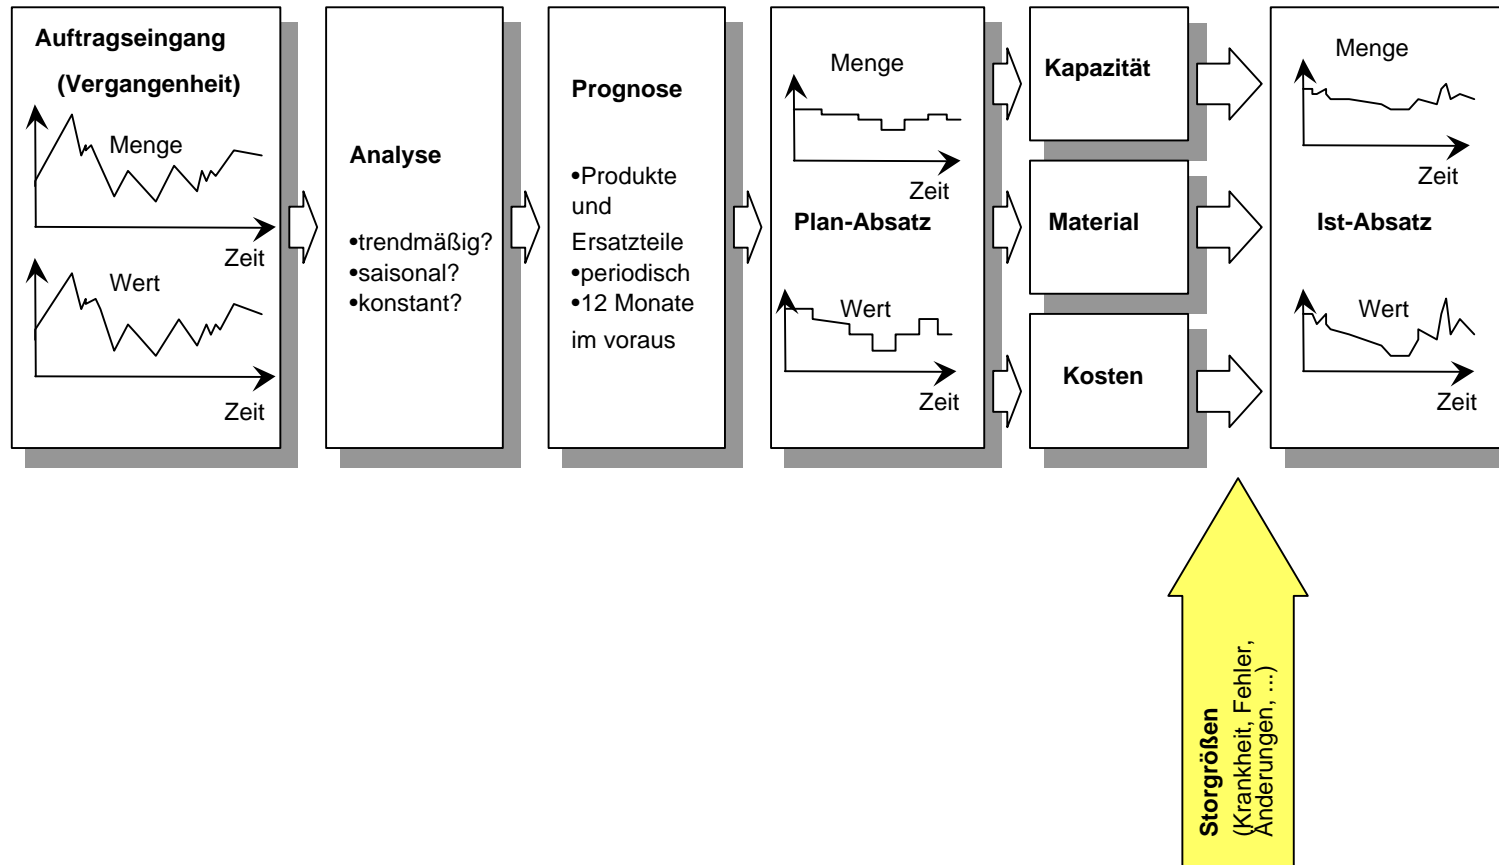 Auftragseingang
(Vergangenheit)
Menge
Zeit
Wert
Zeit
Analyse
•trendmäßig?
•saisonal?
•konstant?
Prognose
•Produkte
und
Ersatzteile
•periodisch
•12 Monate
im voraus
Menge
Zeit
Plan-Absatz
Wert
Zeit
Kapazität
Material
Kosten
Menge
Zeit
Ist-Absatz
Wert
Zeit
Storgrößen
(Krankheit, Fehler,
Änderungen, ...)